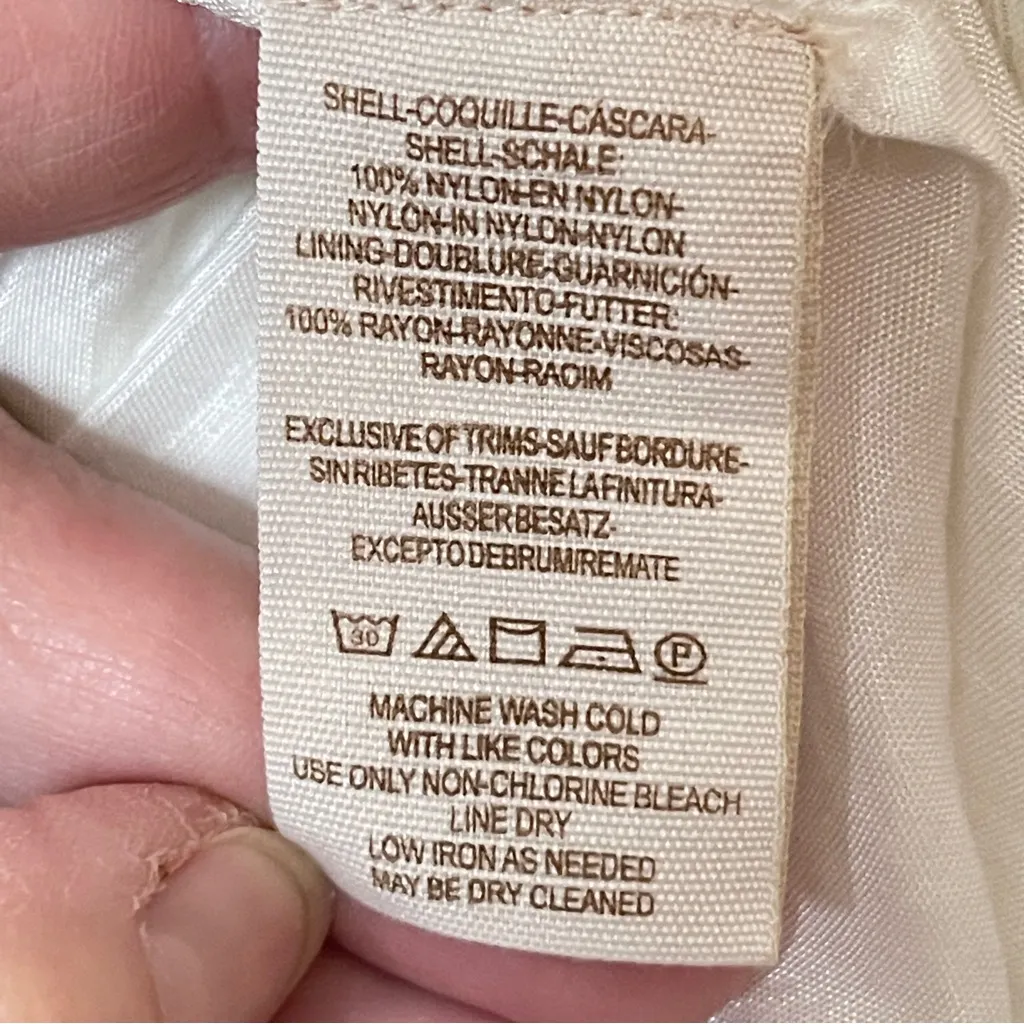 SHELL-COQUILLE-CÁSCARA-
SHELL-SCHALE:
100% NYLON-EN NYLON-
NYLON-IN NYLON-NYLON
LINING-DOUBLURE-GUARNICIÓN-
RIVESTIMENTO-FUTTER:
100% RAYON-RAYONNE-VISCOSAS-
RAYON-RAOIM
EXCLUSIVE OF TRIMS-SAUF BORDURE-
SIN RIBETES-TRANNE LA FINITURA-
AUSSER BESATZ-
EXCEPTO DEBRUM/REMATE
30
P
MACHINE WASH COLD
WITH LIKE COLORS
USE ONLY NON-CHLORINE BLEACH
LINE DRY
LOW IRON AS NEEDED
MAY BE DRY CLEANED